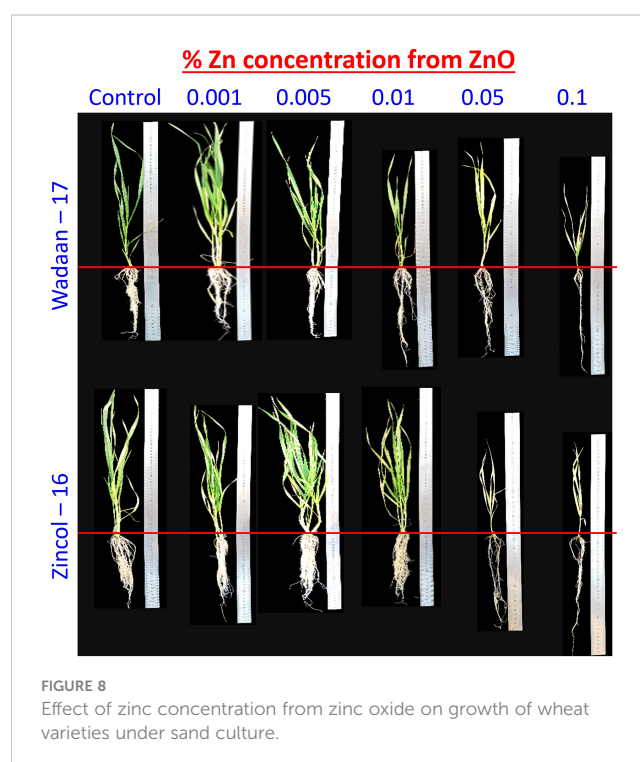 % Zn concentration from ZnO
Control 0.001 0.005 0.01 0.05 0.1
Wadaan – 17
Zincol – 16
FIGURE 8
Effect of zinc concentration from zinc oxide on growth of wheat
varieties under sand culture.